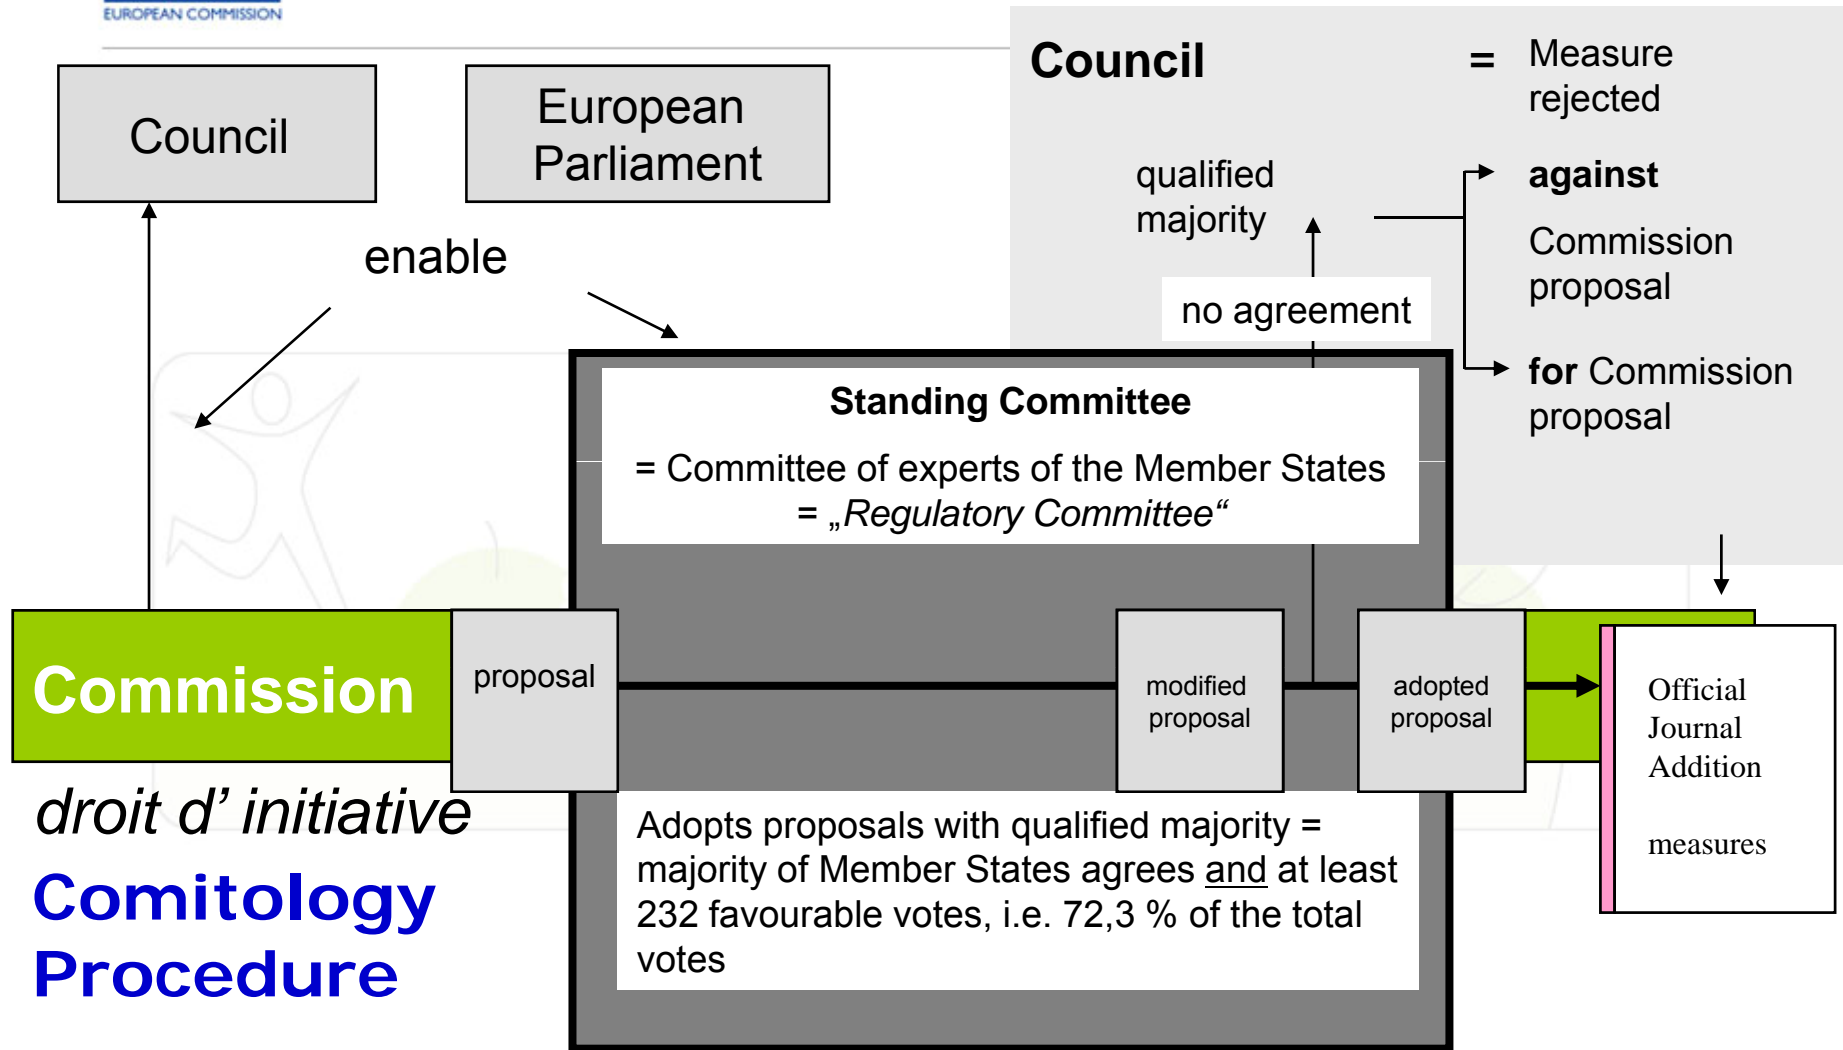 EUROPEAN COMMISSION
Council
European
Parliament
enable
Council
=
Measure
rejected
qualified
majority
against
Commission
proposal
no agreement
for Commission
proposal
Standing Committee
= Committee of experts of the Member States
= „Regulatory Committee“
Commission
proposal
modified
proposal
adopted
proposal
Official
Journal
Addition
measures
droit d’ initiative
Adopts proposals with qualified majority =
majority of Member States agrees and at least
232 favourable votes, i.e. 72,3 % of the total
votes
Comitology
Procedure